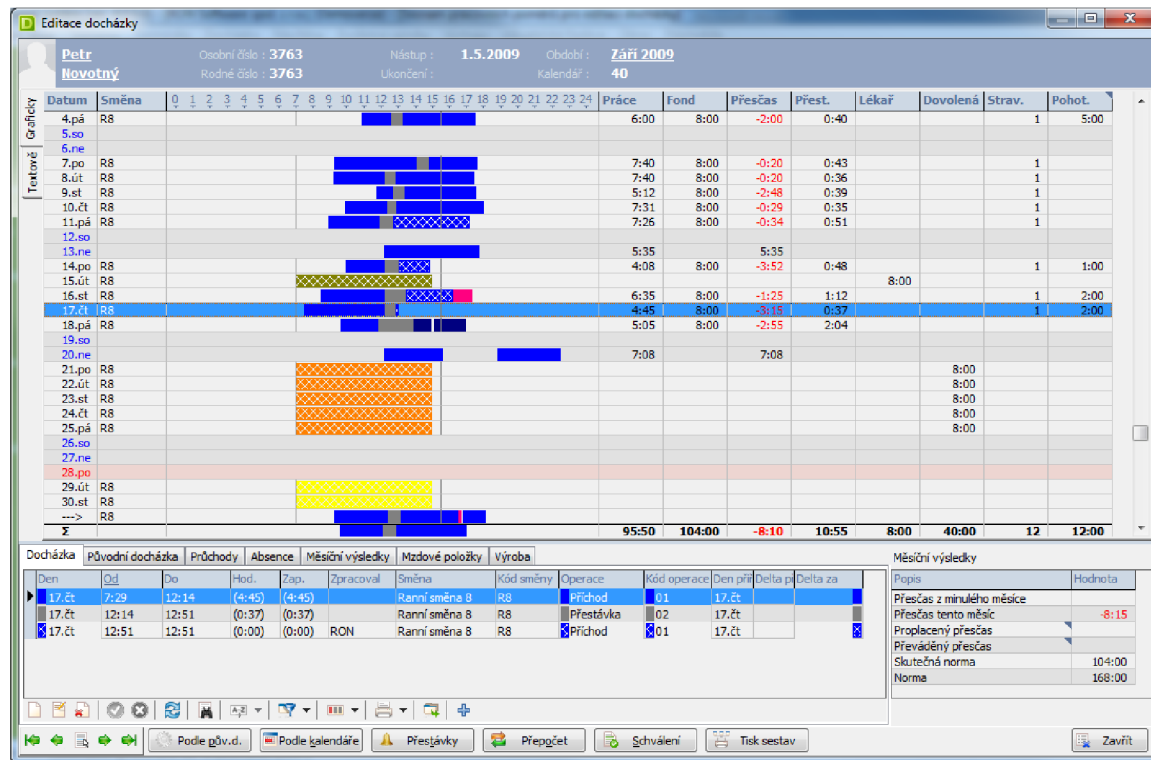 Editace docházky
Petr Osobní číslo : 3763 Nástup : 1.5.2009 Období : Září 2009
Novotný Rodné číslo : 3763 Ukončení : Kalendář : 40
Graficky
Textově
Datum Směna 0 1 2 3 4 5 6 7 8 9 10 11 12 13 14 15 16 17 18 19 20 21 22 23 24 Práce Fond Přesčas Přest. Lékař Dovolená Strav. Pohot.
4.pá R8 6:00 8:00 -2:00 0:40 1 5:00
5.so
6.ne
7.po R8 7:40 8:00 -0:20 0:43 1
8.út R8 7:40 8:00 -0:20 0:36 1
9.st R8 5:12 8:00 -2:48 0:39 1
10.čt R8 7:31 8:00 -0:29 0:35 1
11.pá R8 7:26 8:00 -0:34 0:51 1
12.so
13.ne 5:35 5:35
14.po R8 4:08 8:00 -3:52 0:48 1 1:00
15.út R8 8:00
16.st R8 6:35 8:00 -1:25 1:12 1 2:00
17.čt R8 4:45 8:00 -3:15 0:37 1 2:00
18.pá R8 5:05 8:00 -2:55 2:04
19.so
20.ne 7:08 7:08
21.po R8 8:00
22.út R8 8:00
23.st R8 8:00
24.čt R8 8:00
25.pá R8 8:00
26.so
27.ne
28.po
29.út R8
30.st R8
---> R8
Σ 95:50 104:00 -8:10 10:55 8:00 40:00 12 12:00
Docházka Původní docházka Průchody Absence Měsíční výsledky Mzdové položky Výroba
Den Od Do Hod. Zap. Zpracoval Směna Kód směny Operace Kód operace Den při Delta př Delta za
17.čt 7:29 12:14 (4:45) (4:45) Ranní směna 8 R8 Příchod 01 17.čt
17.čt 12:14 12:51 (0:37) (0:37) Ranní směna 8 R8 Přestávka 02 17.čt
17.čt 12:51 12:51 (0:00) (0:00) RON Ranní směna 8 R8 Příchod 01 17.čt
Měsíční výsledky
Popis Hodnota
Přesčas z minulého měsíce
Přesčas tento měsíc -8:15
Proplacený přesčas
Převáděný přesčas
Skutečná norma 104:00
Norma 168:00
Podle pův.d. Podle kalendáře Přestávky Přepočet Schválení Tisk sestav Zavřít